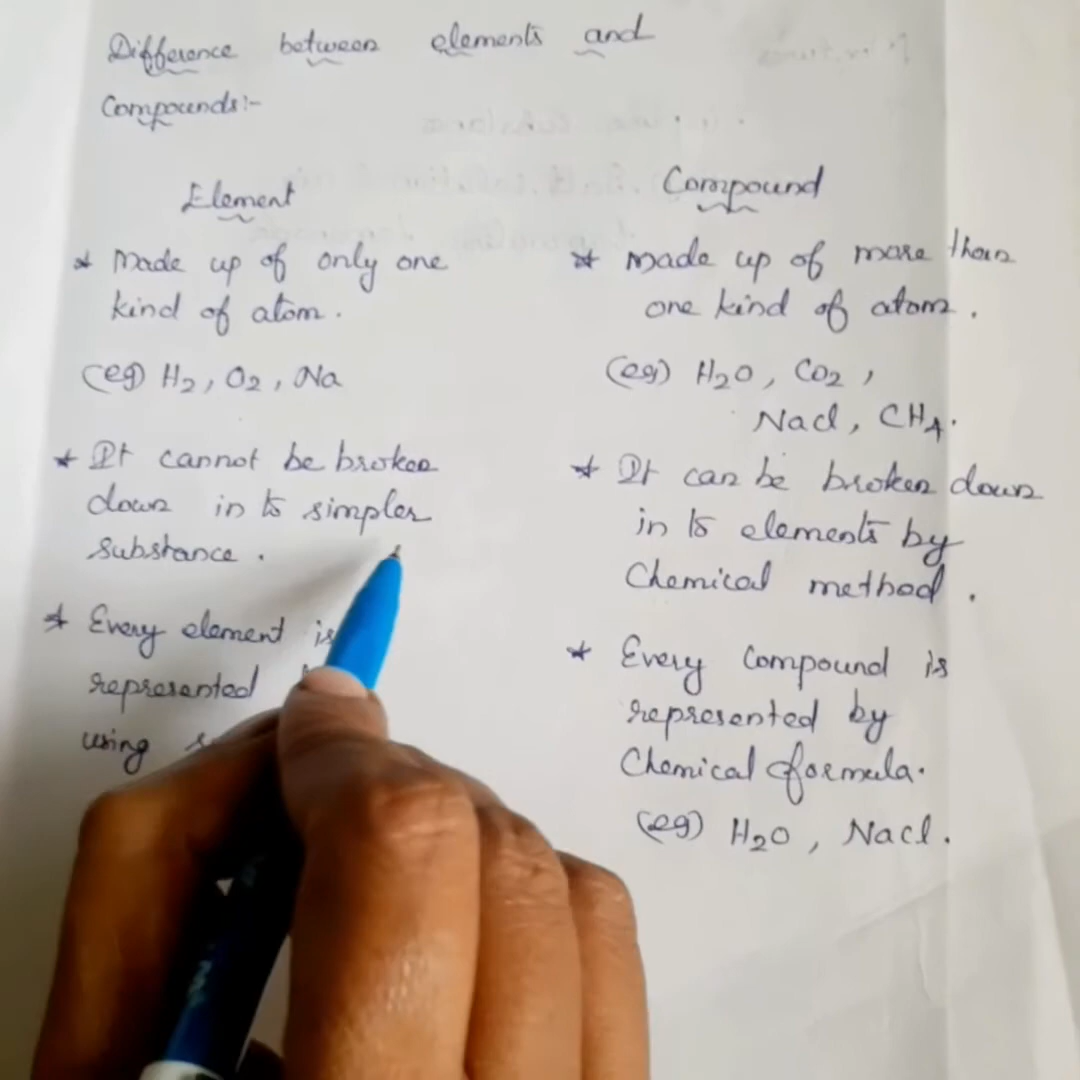 Difference between elements and
Compounds:-
Element
* Made up of only one
kind of atom.
(eg) H2, O2, Na
* It cannot be broken
down in to simpler
substance.
* Every element is
represented
using
Compound
* made up of more than
one kind of atom.
(eg) H2O, CO2,
Nacl, CH4.
* It can be broken down
in to elements by
Chemical method.
* Every Compound is
represented by
Chemical formula.
(eg) H2O, Nacl.